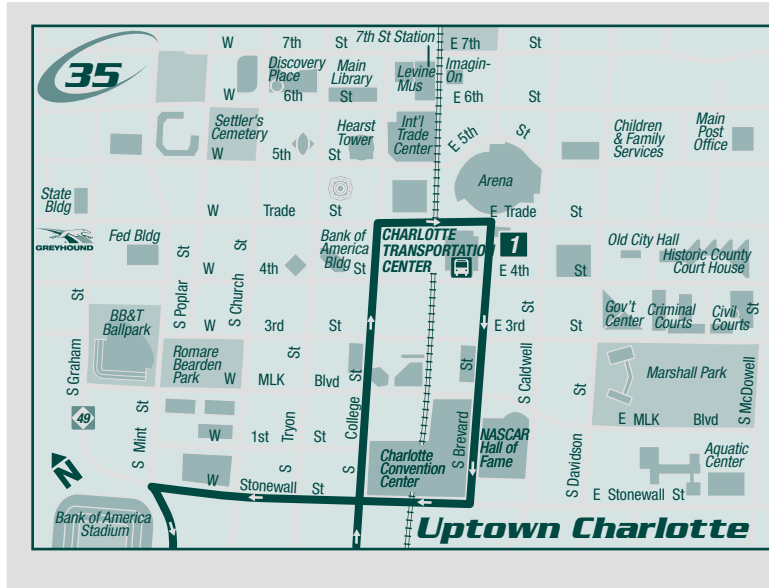 35
W 7th St
7th St Station
E 7th St
Discovery
Place
Main
Library
Levine
Mus
Imagin-
On
W 6th St
E 6th St
Settler's
Cemetery
Hearst
Tower
Int'l
Trade
Center
E 5th St
Children
& Family
Services
Main
Post
Office
W 5th St
Arena
State
Bldg
W Trade St
E Trade St
GREYHOUND
Fed Bldg
Bank of
America
Bldg
CHARLOTTE
TRANSPORTATION
CENTER
1
Old City Hall
Historic County
Court House
W 4th St
E 4th St
S Graham St
S Poplar St
S Church St
BB&T
Ballpark
W 3rd St
E 3rd St
Gov't
Center
Criminal
Courts
Civil
Courts
Romare
Bearden
Park
W MLK Blvd
S Tryon St
S College St
S Brevard St
S Caldwell St
S Davidson St
S McDowell St
Marshall Park
E MLK Blvd
49
S Mint St
W 1st St
NASCAR
Hall of
Fame
Charlotte
Convention
Center
Aquatic
Center
N
W Stonewall St
E Stonewall St
Bank of America
Stadium
Uptown Charlotte